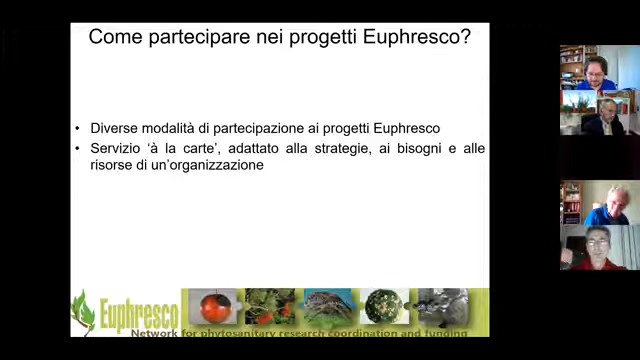 Come partecipare nei progetti Euphresco?
• Diverse modalità di partecipazione ai progetti Euphresco
• Servizio ‘à la carte’, adattato alla strategie, ai bisogni e alle
risorse di un’organizzazione
Euphresco
Network for phytosanitary research coordination and funding